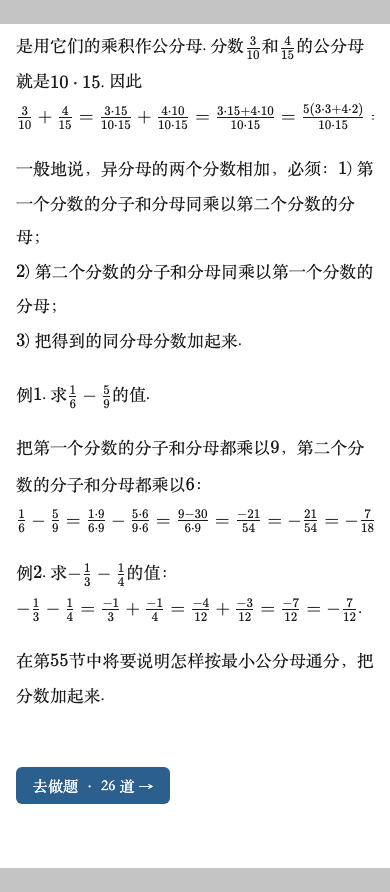 是用它们的乘积作公分母. 分数3/10和4/15的公分母
就是10 · 15. 因此
3/10 + 4/15 = 3·15/10·15 + 4·10/10·15 = 3·15+4·10/10·15 = 5(3·3+4·2)/10·15
一般地说，异分母的两个分数相加，必须：1) 第
一个分数的分子和分母同乘以第二个分数的分
母；
2) 第二个分数的分子和分母同乘以第一个分数的
分母；
3) 把得到的同分母分数加起来.
例1. 求1/6 − 5/9的值.
把第一个分数的分子和分母都乘以9，第二个分
数的分子和分母都乘以6：
1/6 − 5/9 = 1·9/6·9 − 5·6/9·6 = 9−30/6·9 = −21/54 = −21/54 = −7/18
例2. 求−1/3 − 1/4的值：
−1/3 − 1/4 = −1/3 + −1/4 = −4/12 + −3/12 = −7/12 = −7/12.
在第55节中将要说明怎样按最小公分母通分，把
分数加起来.
去做题 · 26 道 →